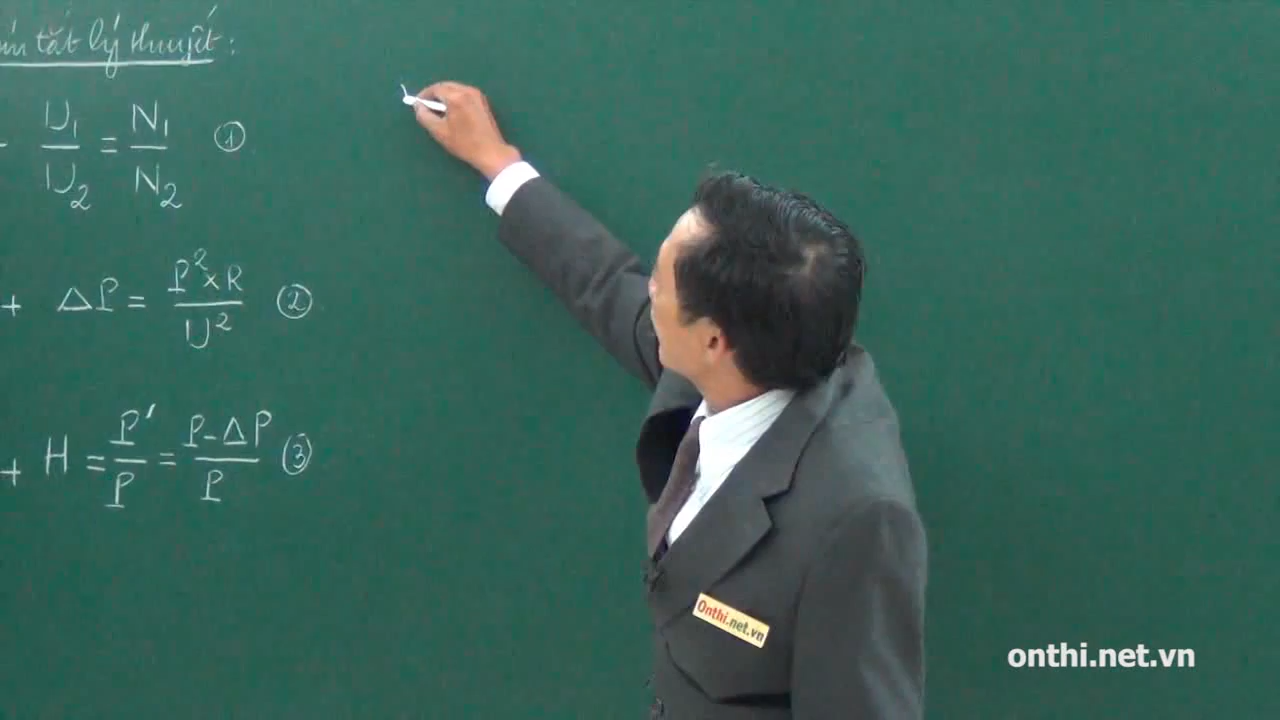 tắt lý thuyết:
U₁/U₂ = N₁/N₂ ①
+ ΔP = P²×R/U² ②
+ H = P'/P = P-ΔP/P ③
Onthi.net.vn
onthi.net.vn